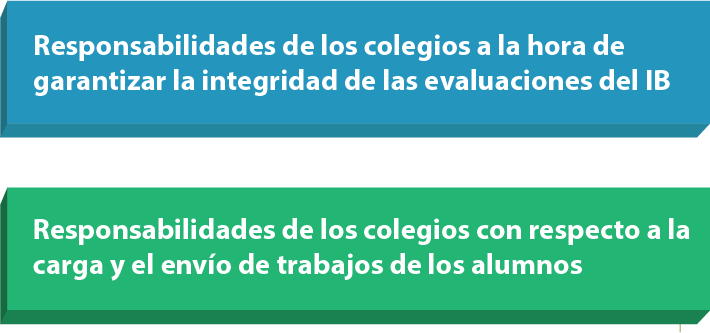 Responsabilidades de los colegios a la hora de
garantizar la integridad de las evaluaciones del IB
Responsabilidades de los colegios con respecto a la
carga y el envío de trabajos de los alumnos